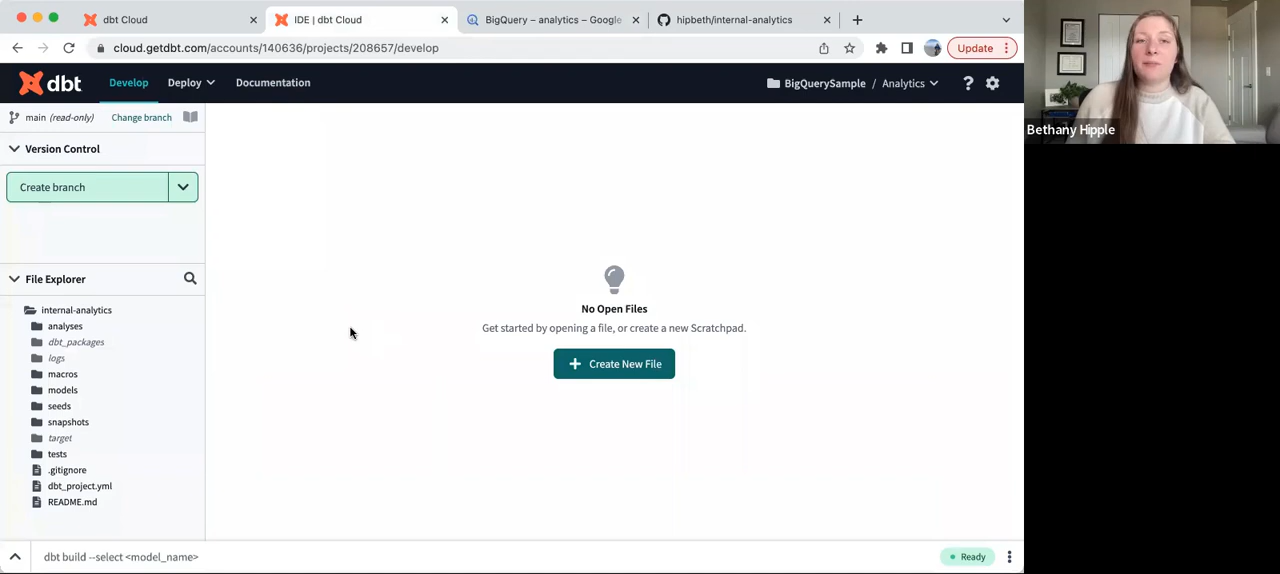 dbt Cloud
IDE | dbt Cloud
BigQuery – analytics – Google
hipbeth/internal-analytics
cloud.getdbt.com/accounts/140636/projects/208657/develop
Update
dbt
Develop
Deploy
Documentation
BigQuerySample / Analytics
main (read-only)
Change branch
Version Control
Create branch
File Explorer
internal-analytics
analyses
dbt_packages
logs
macros
models
seeds
snapshots
target
tests
.gitignore
dbt_project.yml
README.md
No Open Files
Get started by opening a file, or create a new Scratchpad.
+ Create New File
dbt build --select <model_name>
Ready
Bethany Hipple